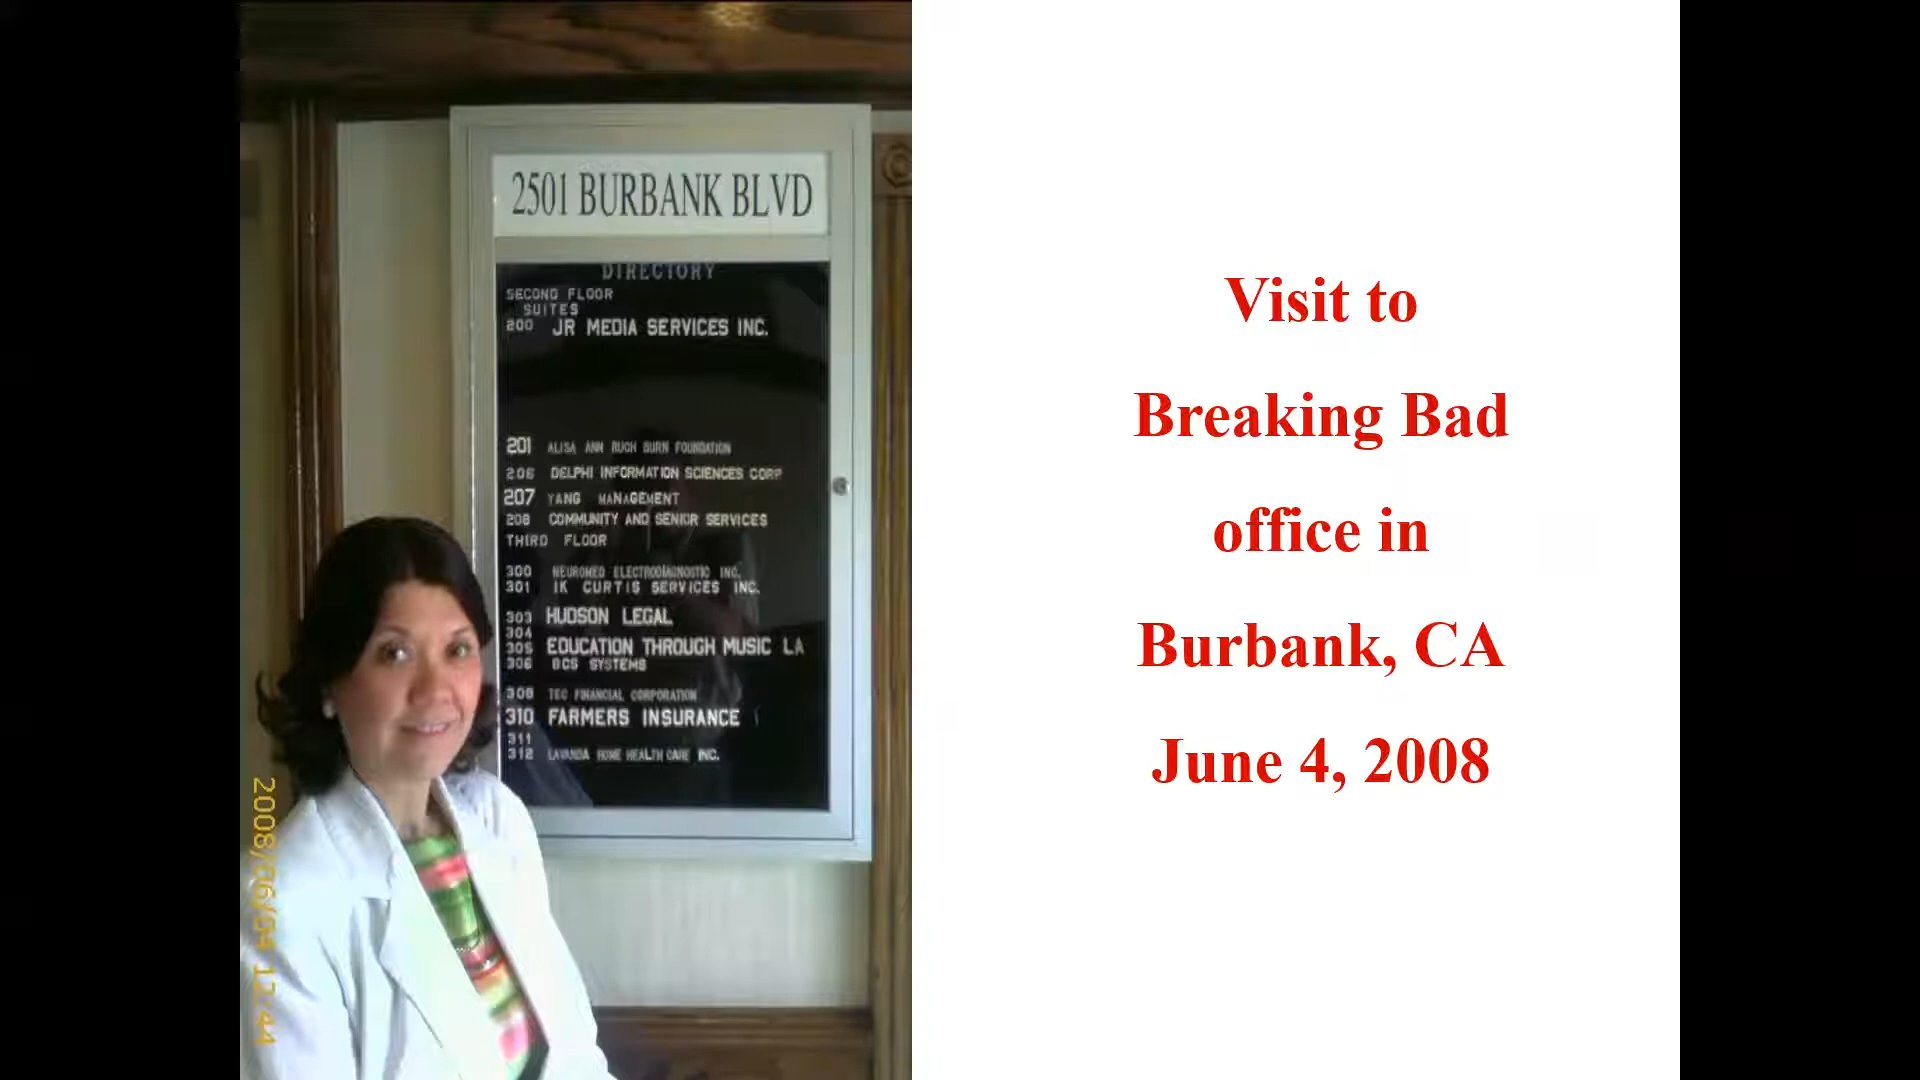 2501 BURBANK BLVD
DIRECTORY
SECOND FLOOR
SUITES
200 JR MEDIA SERVICES INC.
201 ALISA ANN RUCH BURN FOUNDATION
206 DELPHI INFORMATION SCIENCES CORP
207 YANG MANAGEMENT
208 COMMUNITY AND SENIOR SERVICES
THIRD FLOOR
300 NEUROMED ELECTRODIAGNOSTIC INC.
301 IK CURTIS SERVICES INC.
303 HUDSON LEGAL
304
305 EDUCATION THROUGH MUSIC LA
306 BCS SYSTEMS
309 TEC FINANCIAL CORPORATION
310 FARMERS INSURANCE
311
312 LAVANDA HOME HEALTH CARE INC.
2008/06/04 12:44
Visit to
Breaking Bad
office in
Burbank, CA
June 4, 2008